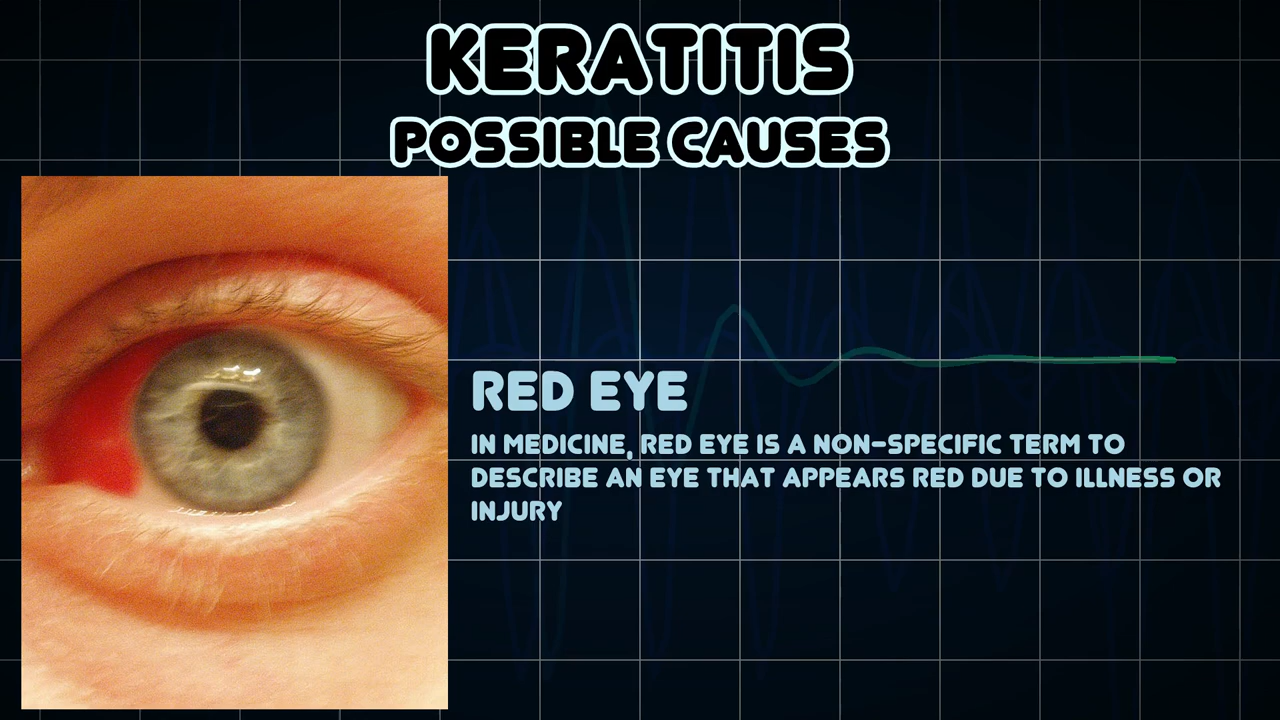 KERATITIS
POSSIBLE CAUSES
RED EYE
IN MEDICINE, RED EYE IS A NON-SPECIFIC TERM TO
DESCRIBE AN EYE THAT APPEARS RED DUE TO ILLNESS OR
INJURY